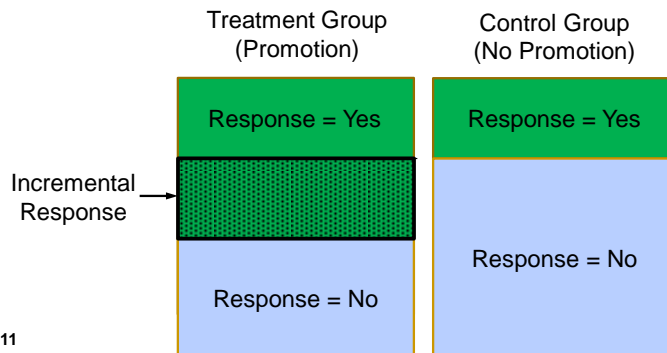 Treatment Group
(Promotion)
Control Group
(No Promotion)
Response = Yes
Response = Yes
Incremental
Response
Response = No
Response = No
11